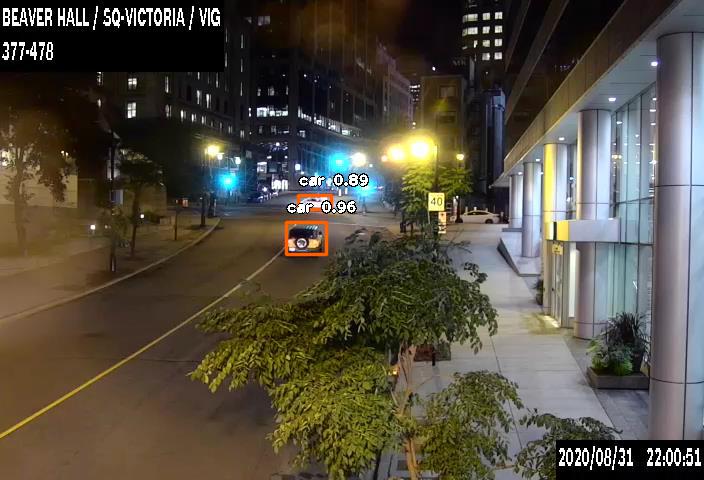 BEAVER HALL / SQ-VICTORIA / VIG
377-478
car 0.89
car 0.96
40
2020/08/31 22:00:51